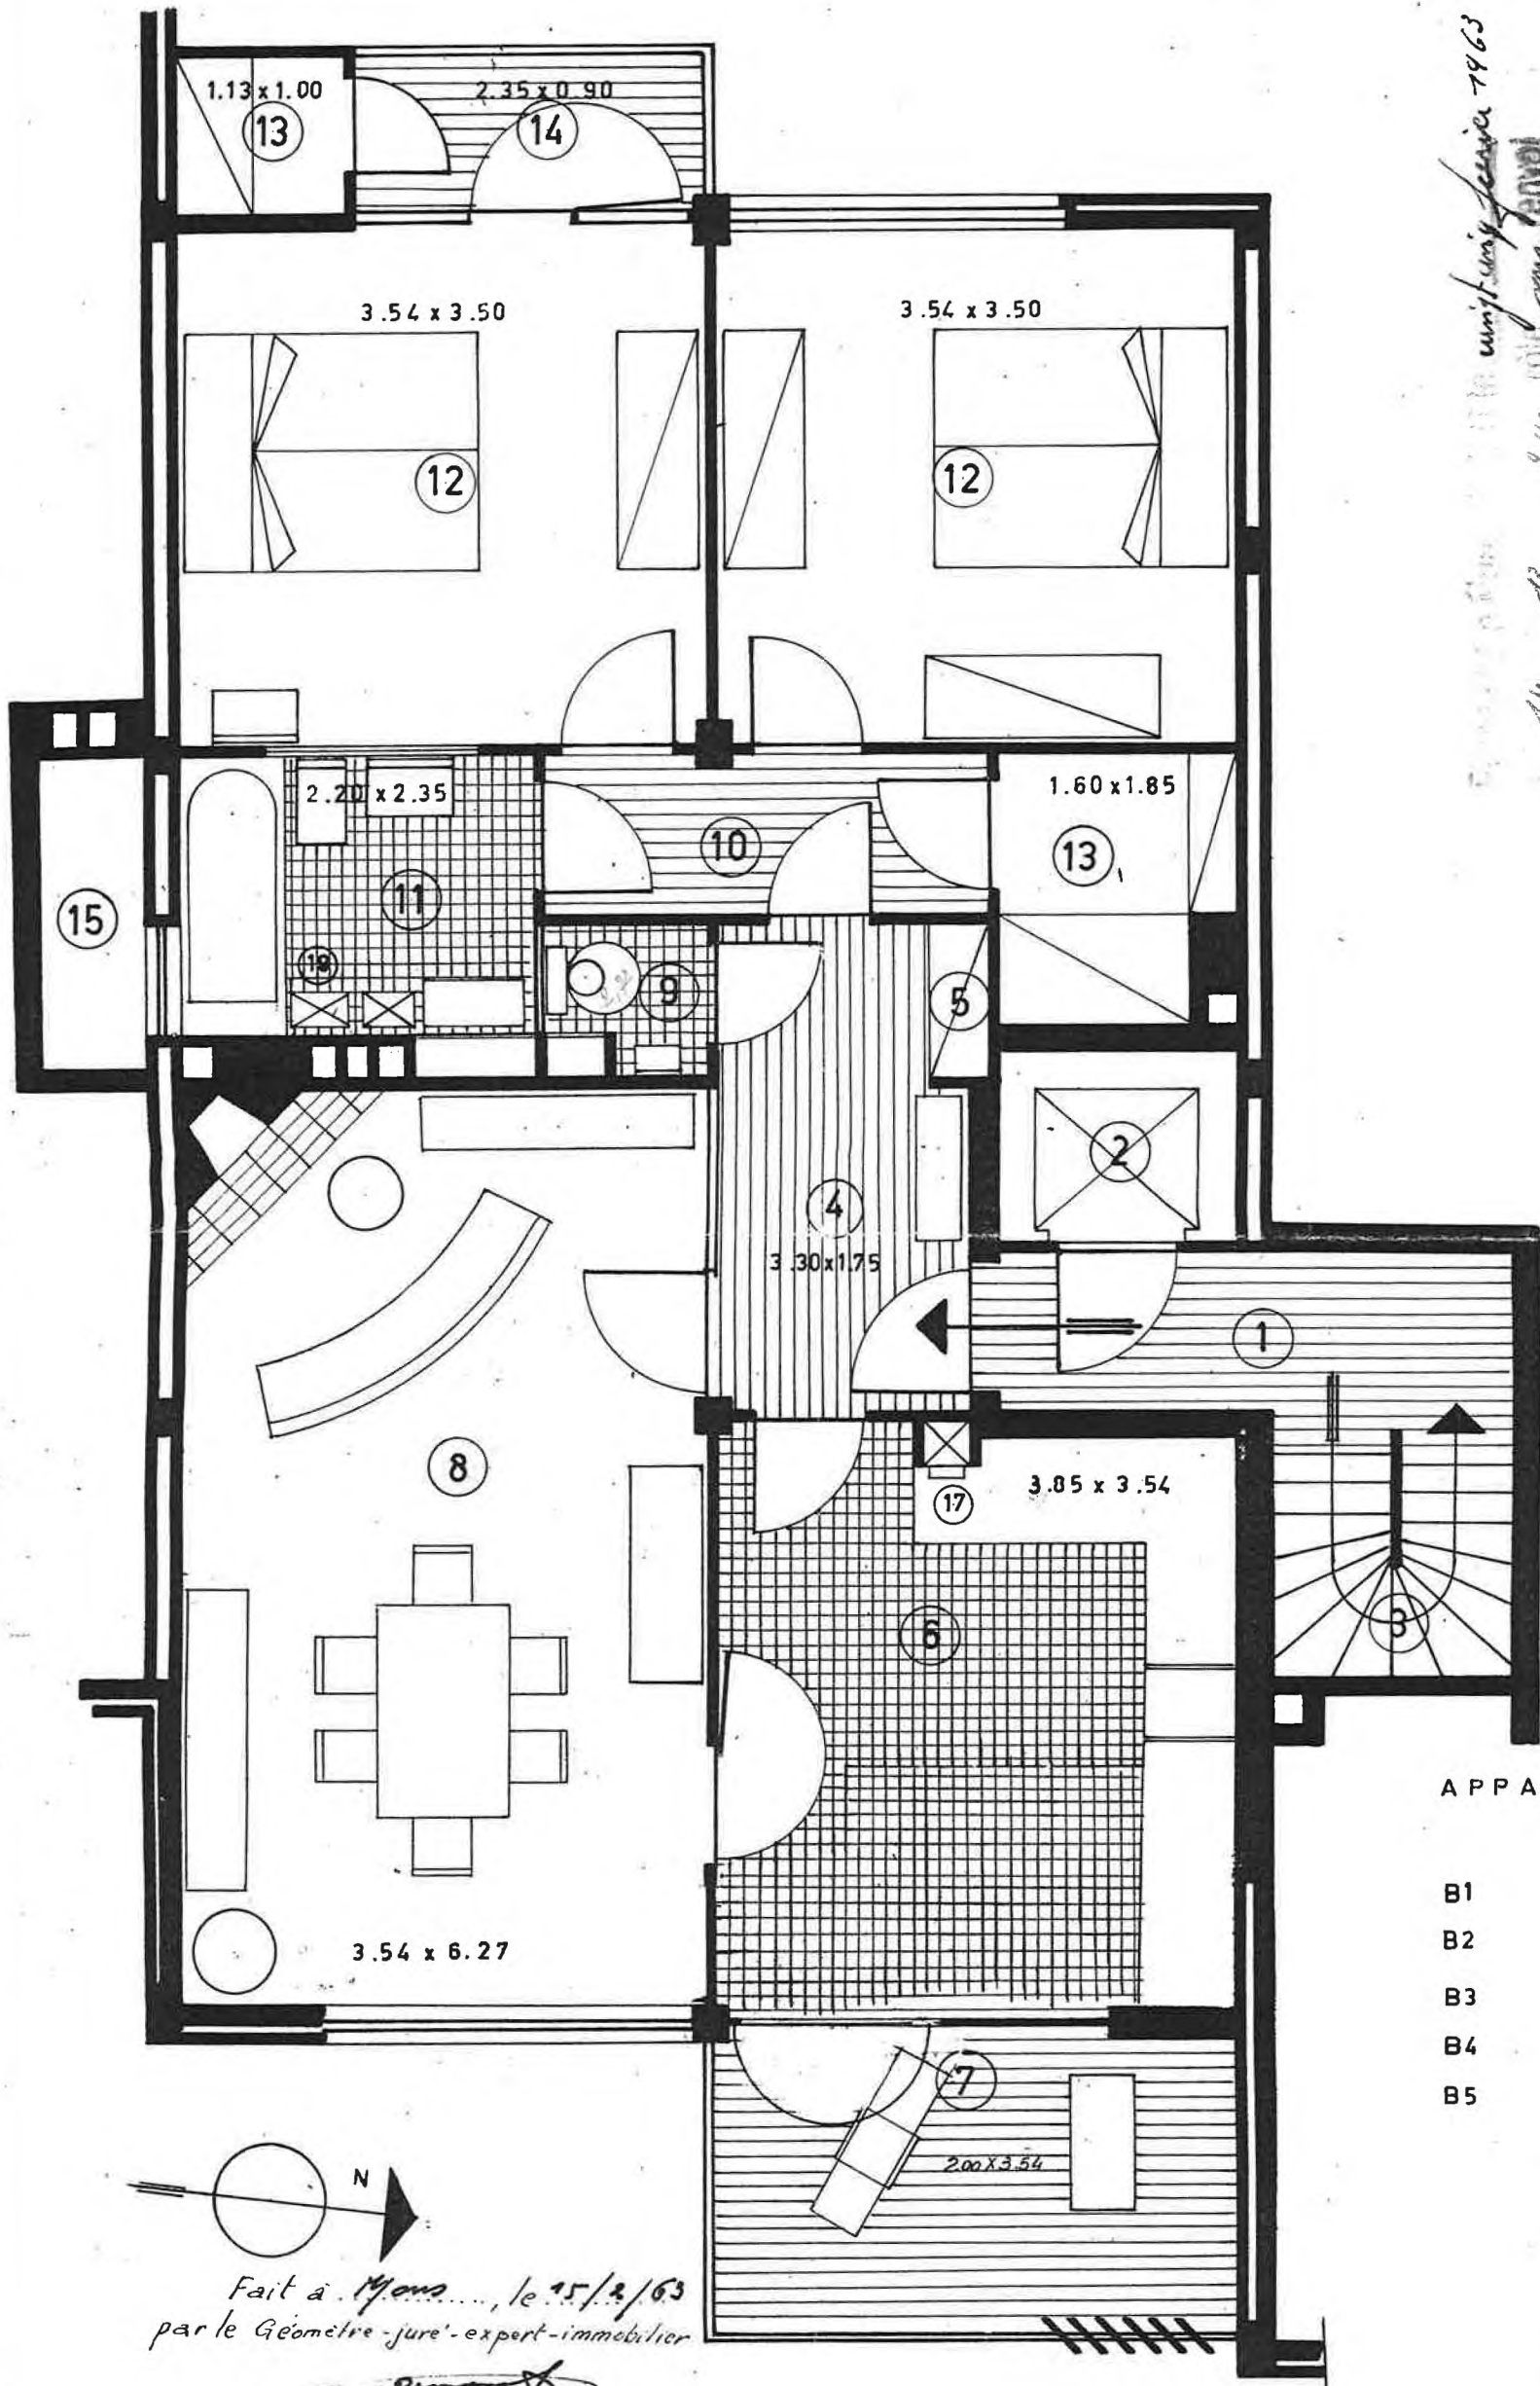 1.13 x 1.00
13
2.35 x 0.90
14
3.54 x 3.50
3.54 x 3.50
12
12
2.20 x 2.35
1.60 x 1.85
10
13
11
15
9
5
2
4
3.30 x 1.75
1
8
3.85 x 3.54
17
6
3
APPA
B1
B2
B3
B4
B5
3.54 x 6.27
7
2.00 X 3.54
N
Fait à Mons, le 15/2/63
par le Géomètre-juré-expert-immobilier
1963